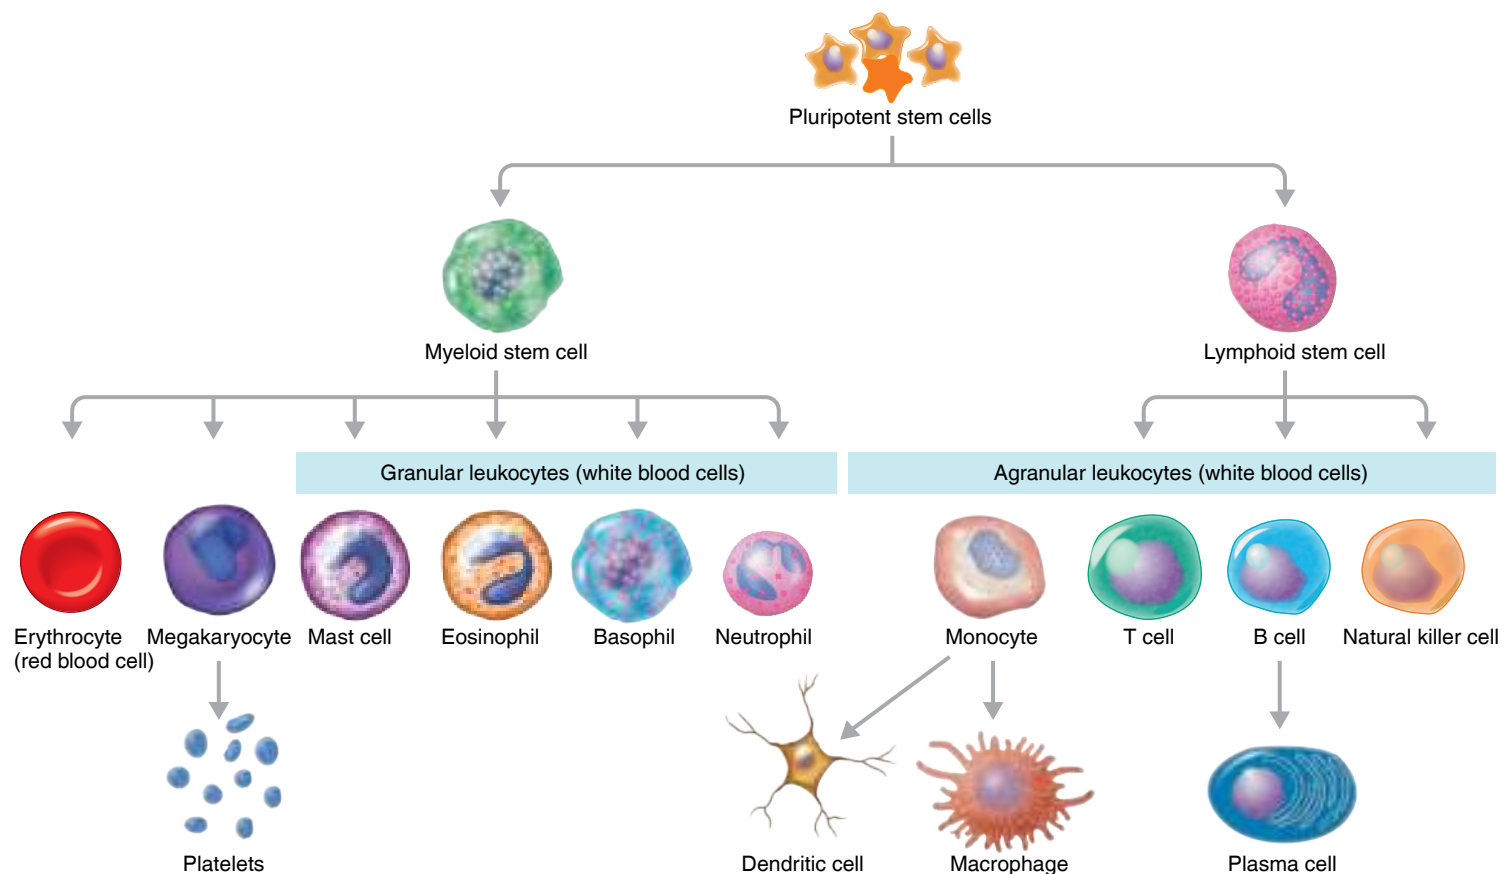 Pluripotent stem cells
Myeloid stem cell
Lymphoid stem cell
Granular leukocytes (white blood cells)
Agranular leukocytes (white blood cells)
Erythrocyte
(red blood cell)
Megakaryocyte
Mast cell
Eosinophil
Basophil
Neutrophil
Monocyte
T cell
B cell
Natural killer cell
Platelets
Dendritic cell
Macrophage
Plasma cell